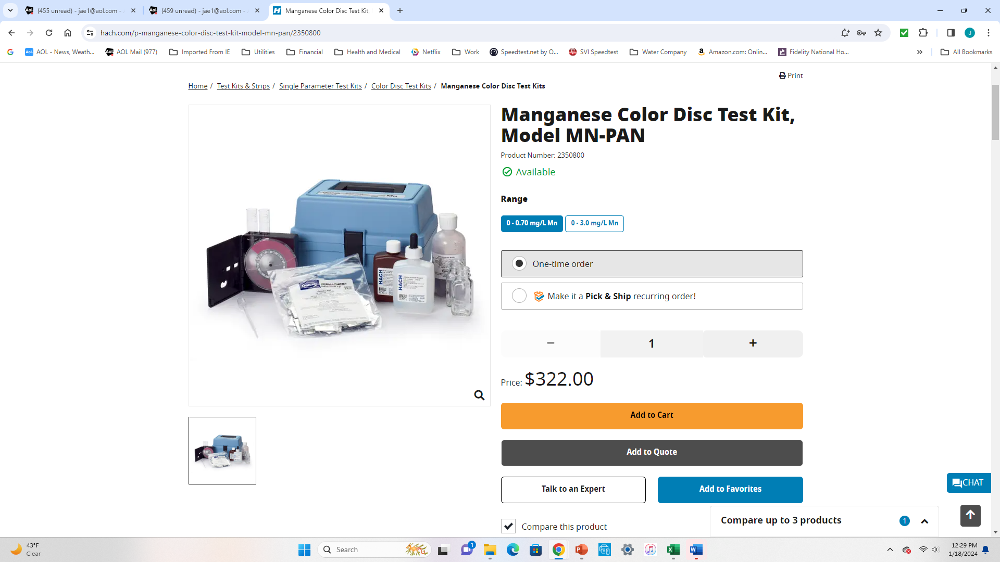 (455 unread) - jae1@aol.com -
(459 unread) - jae1@aol.com -
Manganese Color Disc Test Kit,
hach.com/p-manganese-color-disc-test-kit-model-mn-pan/2350800
AOL - News, Weath...
AOL Mail (977)
Imported From IE
Utilities
Financial
Health and Medical
Netflix
Work
Speedtest.net by O...
SVI Speedtest
Water Company
Amazon.com: Onlin...
Fidelity National Ho...
All Bookmarks
Print
Home / Test Kits & Strips / Single Parameter Test Kits / Color Disc Test Kits / Manganese Color Disc Test Kits
Manganese Color Disc Test Kit,
Model MN-PAN
Product Number: 2350800
Available
Range
0 - 0.70 mg/L Mn
0 - 3.0 mg/L Mn
One-time order
Make it a Pick & Ship recurring order!
− 1 +
Price: $322.00
Add to Cart
Add to Quote
Talk to an Expert
Add to Favorites
Compare this product
HACH
PERMACHEM
REAGENTS
HACH
HACH
Mn
CHAT
Compare up to 3 products 1
43°F
Clear
Search
1
12:29 PM
1/18/2024